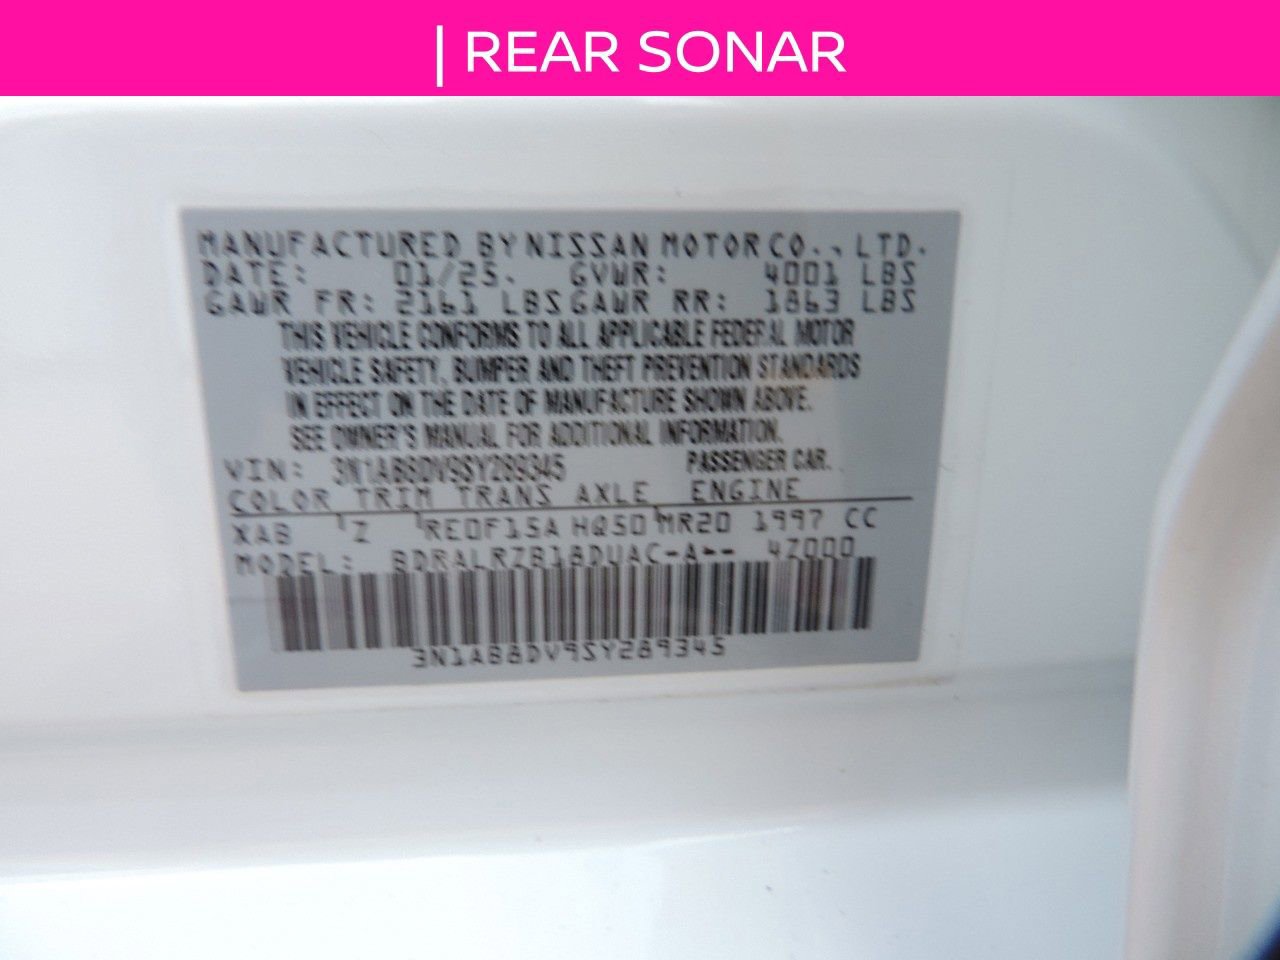 | REAR SONAR
MANUFACTURED BY NISSAN MOTOR CO., LTD.
DATE: 01/25. GVWR: 4001 LBS
GAWR FR: 2161 LBS GAWR RR: 1863 LBS
THIS VEHICLE CONFORMS TO ALL APPLICABLE FEDERAL MOTOR
VEHICLE SAFETY, BUMPER AND THEFT PREVENTION STANDARDS
IN EFFECT ON THE DATE OF MANUFACTURE SHOWN ABOVE.
SEE OWNER'S MANUAL FOR ADDITIONAL INFORMATION.
VIN: 3N1AB8DV9SY289345 PASSENGER CAR.
COLOR TRIM TRANS AXLE ENGINE
XAB Z RE0F15A HQ50 MR20 1997 CC
MODEL: BDRALRZB18DUAC-A-- 4Z000
3N1AB8DV9SY289345